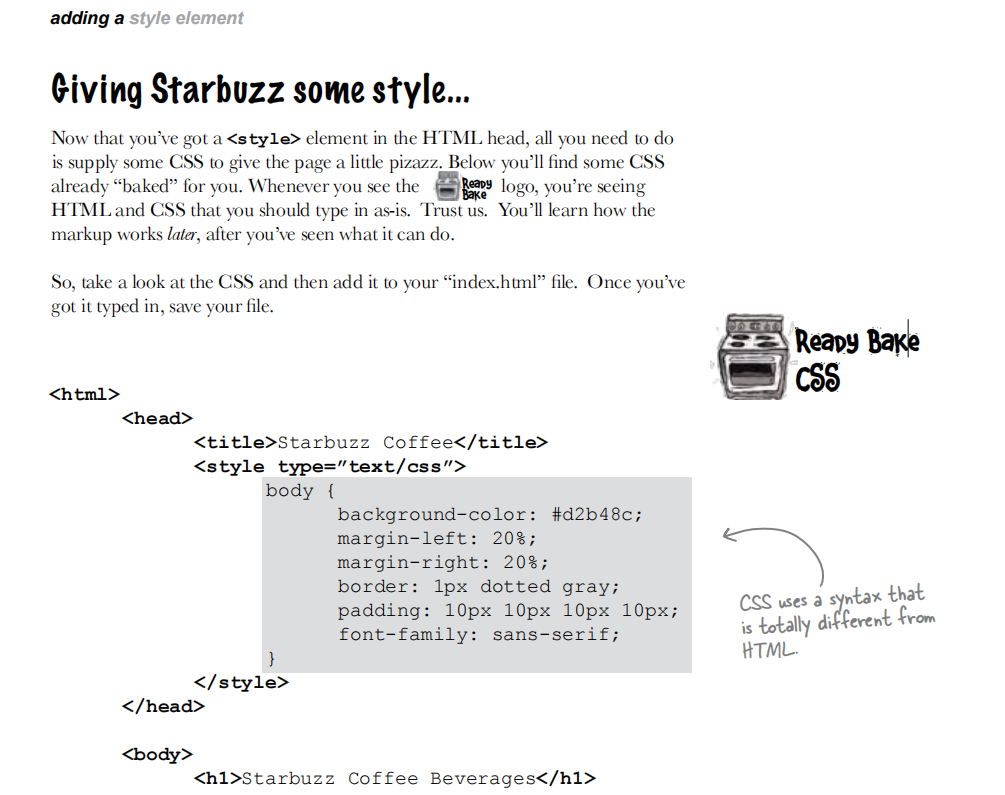 adding a style element
Giving Starbuzz some style...
Now that you’ve got a <style> element in the HTML head, all you need to do
is supply some CSS to give the page a little pizazz. Below you’ll find some CSS
already “baked” for you. Whenever you see the Ready Bake logo, you’re seeing
HTML and CSS that you should type in as-is. Trust us. You’ll learn how the
markup works later, after you’ve seen what it can do.
So, take a look at the CSS and then add it to your “index.html” file. Once you’ve
got it typed in, save your file.
Ready Bake
CSS
<html>
<head>
<title>Starbuzz Coffee</title>
<style type=”text/css”>
body {
background-color: #d2b48c;
margin-left: 20%;
margin-right: 20%;
border: 1px dotted gray;
padding: 10px 10px 10px 10px;
font-family: sans-serif;
}
</style>
</head>
<body>
<h1>Starbuzz Coffee Beverages</h1>
CSS uses a syntax that
is totally different from
HTML.